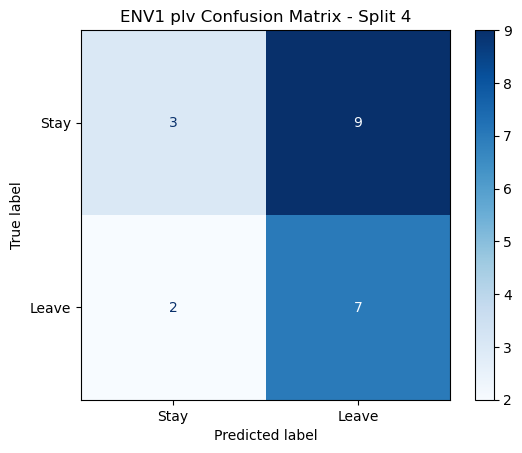 ENV1 plv Confusion Matrix - Split 4
True label
Stay
3
9
Leave
2
7
Stay
Leave
Predicted label
9
8
7
6
5
4
3
2